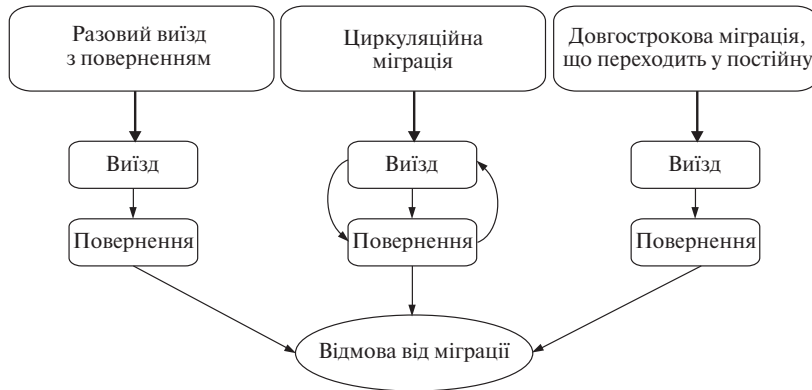 Разовий виїзд
з поверненням
Циркуляційна
міграція
Довгострокова міграція,
що переходить у постійну
Виїзд
Виїзд
Виїзд
Повернення
Повернення
Повернення
Відмова від міграції